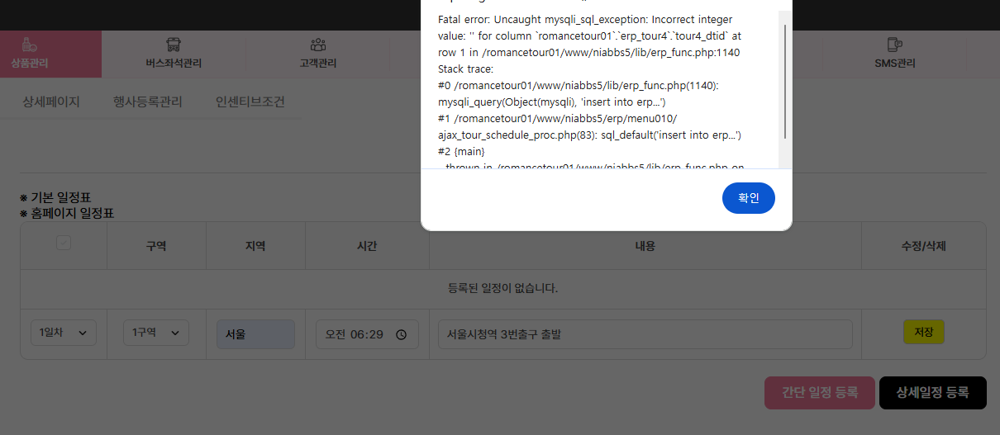 Fatal error: Uncaught mysqli_sql_exception: Incorrect integer
value: '' for column `romancetour01`.`erp_tour4`.`tour4_dtid` at
row 1 in /romancetour01/www/niabbs5/lib/erp_func.php:1140
Stack trace:
#0 /romancetour01/www/niabbs5/lib/erp_func.php(1140):
mysqli_query(Object(mysqli), 'insert into erp...')
#1 /romancetour01/www/niabbs5/erp/menu010/
ajax_tour_schedule_proc.php(83): sql_default('insert into erp...')
#2 {main}
thrown in /romancetour01/www/niabbs5/lib/erp_func.php on
확인
상품관리 버스좌석관리 고객관리 SMS관리
상세페이지 행사등록관리 인센티브조건
※ 기본 일정표
※ 홈페이지 일정표
구역 지역 시간 내용 수정/삭제
등록된 일정이 없습니다.
1일차 1구역 서울 오전 06:29 서울시청역 3번출구 출발 저장
간단 일정 등록 상세일정 등록